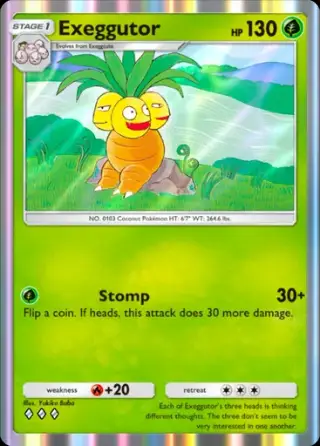 STAGE 1
Exeggutor
HP 130
Evolves from Exeggcute
NO. 0103 Coconut Pokémon HT: 6'7" WT: 264.6 lbs.
Stomp 30+
Flip a coin. If heads, this attack does 30 more damage.
weakness +20 retreat
Illus. Yukiko Baba
Each of Exeggutor's three heads is thinking
different thoughts. The three don't seem to
be very interested in one another.